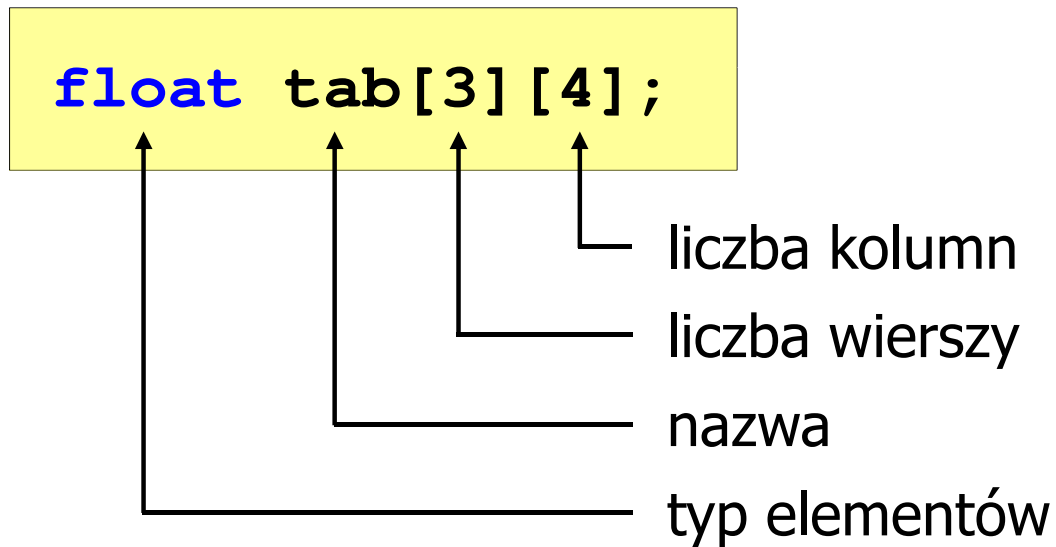 float tab[3][4];
liczba kolumn
liczba wierszy
nazwa
typ elementów